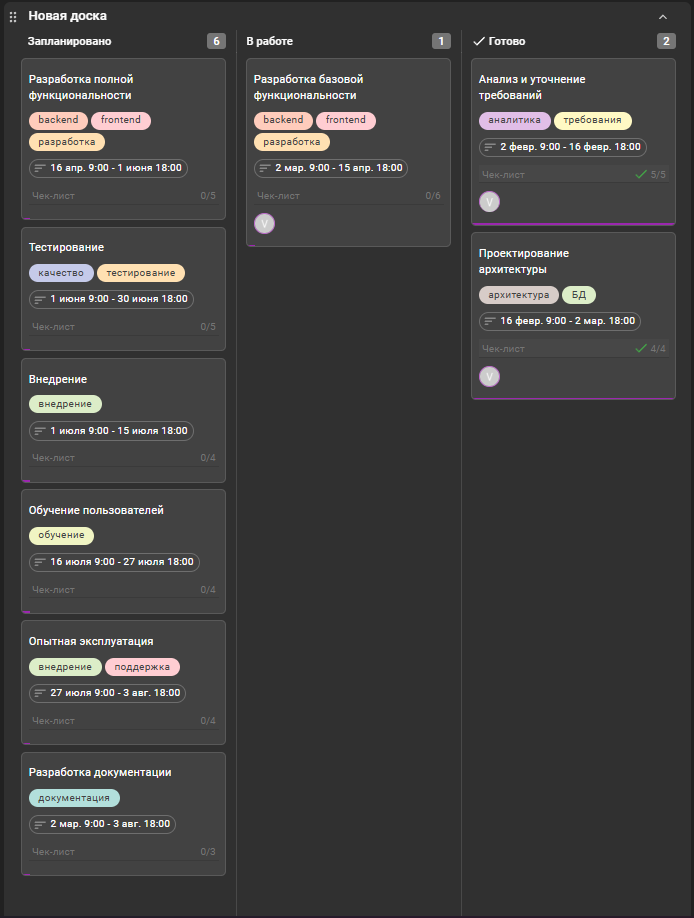 Новая доска
Запланировано 6
Разработка полной
функциональности
backend frontend
разработка
16 апр. 9:00 - 1 июня 18:00
Чек-лист 0/5
Тестирование
качество тестирование
1 июня 9:00 - 30 июня 18:00
Чек-лист 0/5
Внедрение
внедрение
1 июля 9:00 - 15 июля 18:00
Чек-лист 0/4
Обучение пользователей
обучение
16 июля 9:00 - 27 июля 18:00
Чек-лист 0/4
Опытная эксплуатация
внедрение поддержка
27 июля 9:00 - 3 авг. 18:00
Чек-лист 0/4
Разработка документации
документация
2 мар. 9:00 - 3 авг. 18:00
Чек-лист 0/3
В работе 1
Разработка базовой
функциональности
backend frontend
разработка
2 мар. 9:00 - 15 апр. 18:00
Чек-лист 0/6
V
Готово 2
Анализ и уточнение
требований
аналитика требования
2 февр. 9:00 - 16 февр. 18:00
Чек-лист 5/5
V
Проектирование
архитектуры
архитектура БД
16 февр. 9:00 - 2 мар. 18:00
Чек-лист 4/4
V